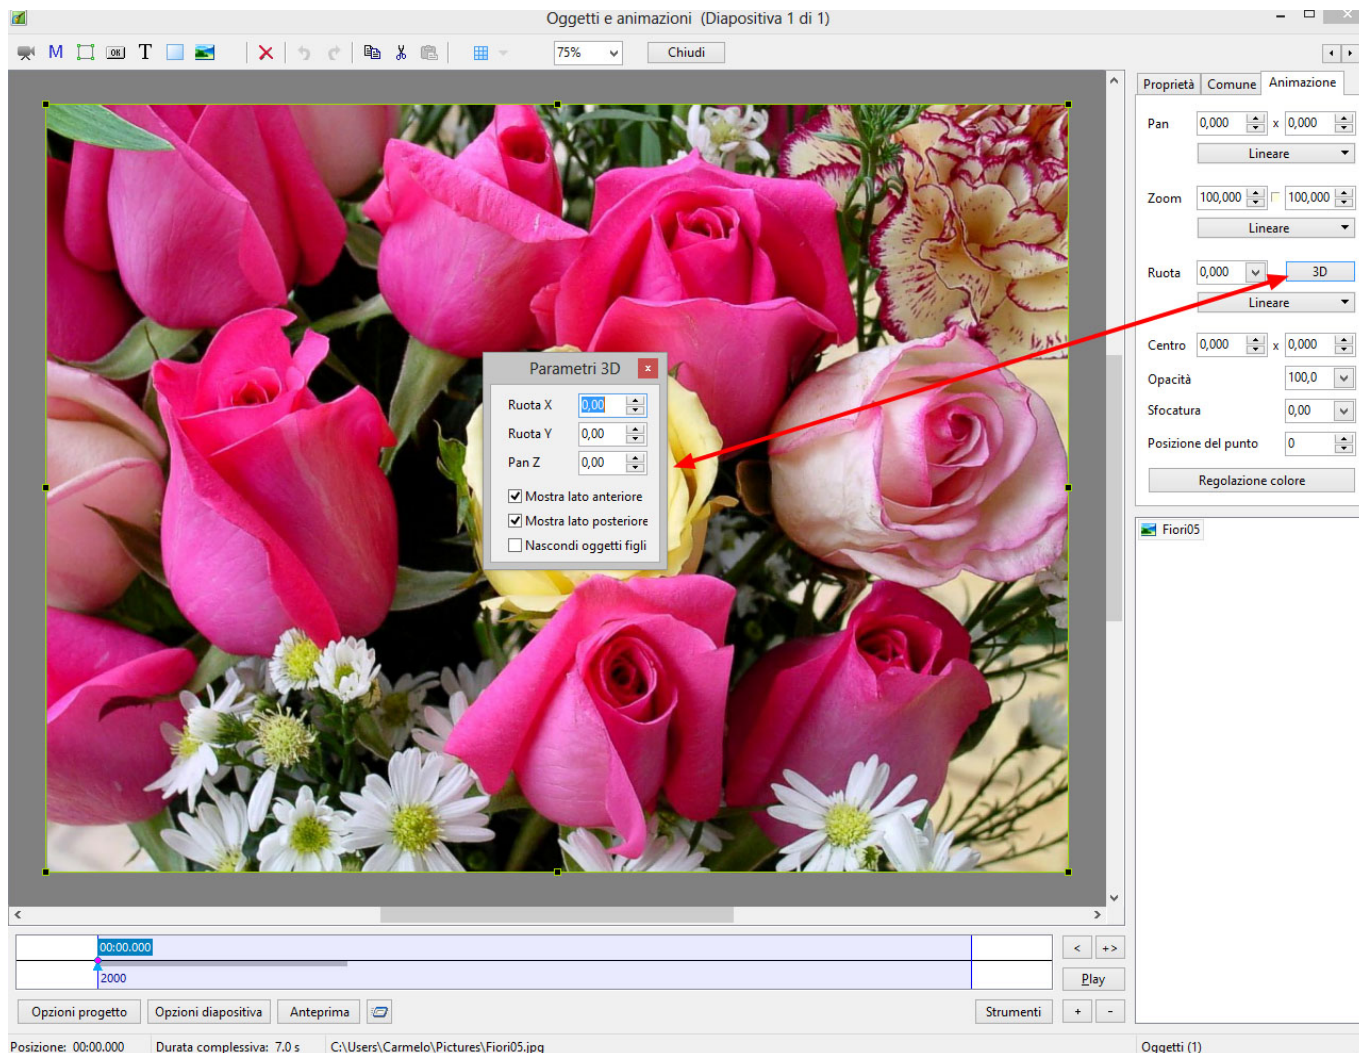 Oggetti e animazioni (Diapositiva 1 di 1)
M OK T 75% Chiudi
Proprietà Comune Animazione
Pan 0,000 x 0,000
Lineare
Zoom 100,000 100,000
Lineare
Ruota 0,000 3D
Lineare
Centro 0,000 x 0,000
Opacità 100,0
Sfocatura 0,00
Posizione del punto 0
Regolazione colore
Fiori05
Parametri 3D x
Ruota X 0,00
Ruota Y 0,00
Pan Z 0,00
Mostra lato anteriore
Mostra lato posteriore
Nascondi oggetti figli
00:00.000
2000
< +>
Play
Opzioni progetto Opzioni diapositiva Anteprima Strumenti + -
Posizione: 00:00.000 Durata complessiva: 7.0 s C:\Users\Carmelo\Pictures\Fiori05.jpg Oggetti (1)